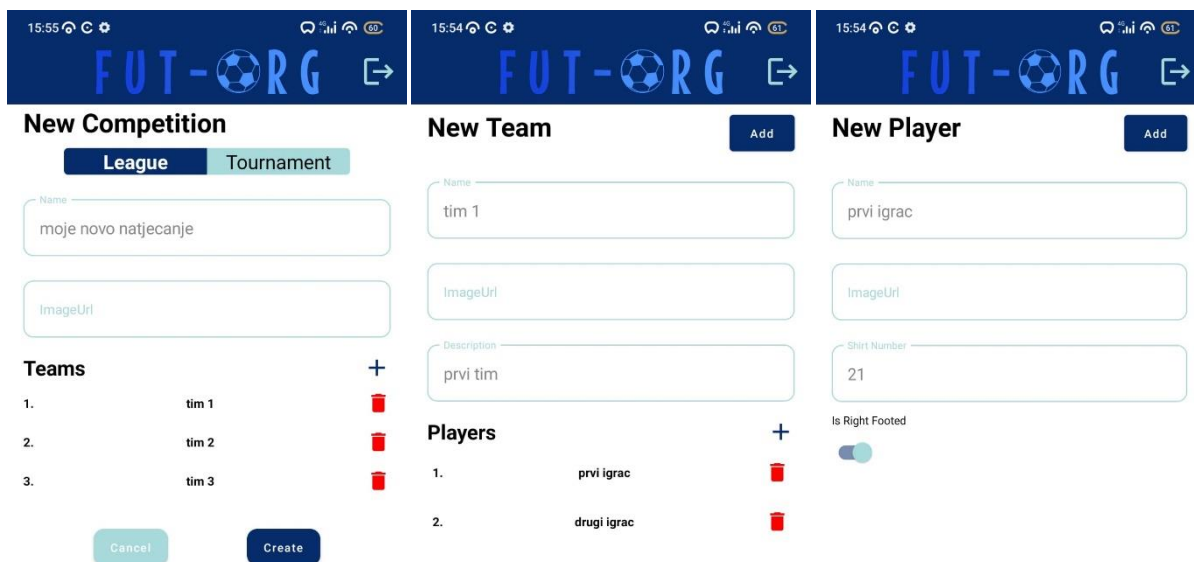 15:55
4G
60
FUT-ORG
New Competition
League Tournament
Name
moje novo natjecanje
ImageUrl
Teams
1. tim 1
2. tim 2
3. tim 3
Cancel Create
15:54
4G
61
FUT-ORG
New Team
Add
Name
tim 1
ImageUrl
Description
prvi tim
Players
1. prvi igrac
2. drugi igrac
15:54
4G
61
FUT-ORG
New Player
Add
Name
prvi igrac
ImageUrl
Shirt Number
21
Is Right Footed